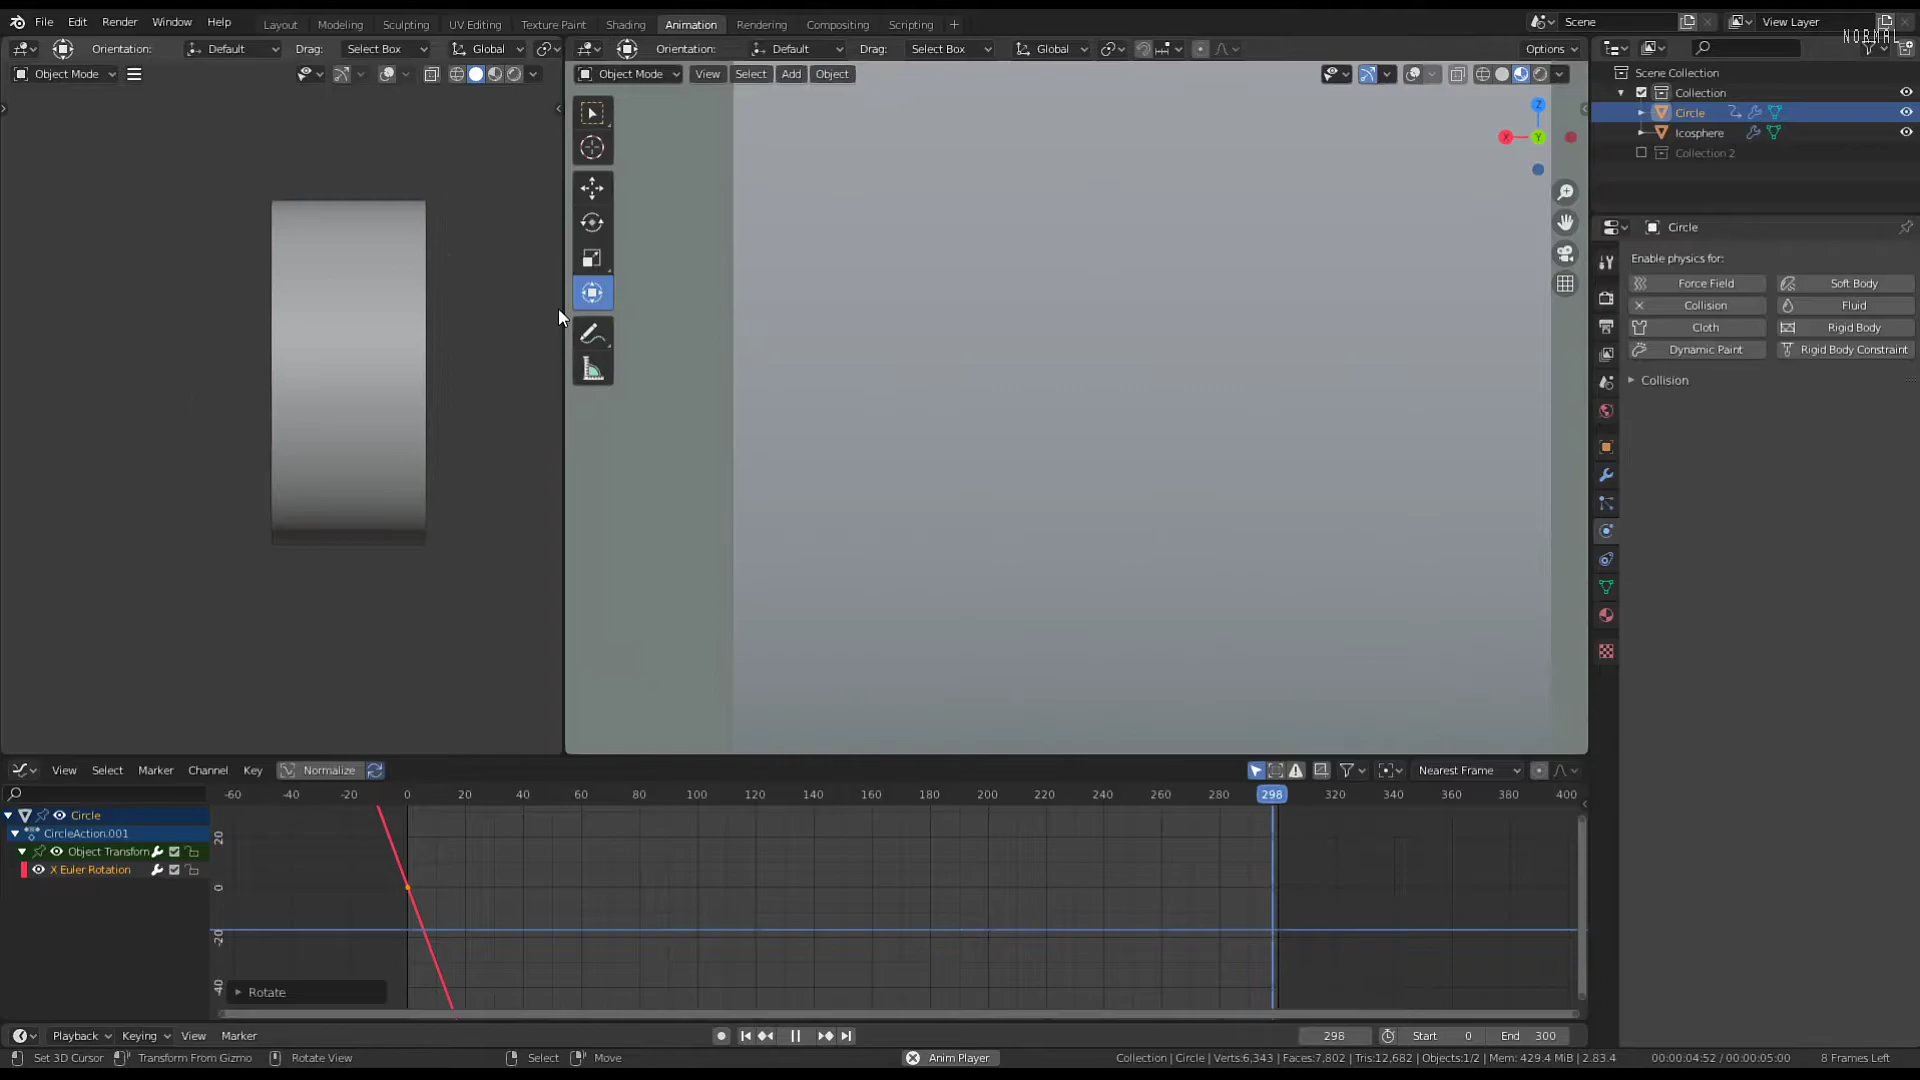 File Edit Render Window Help Layout Modeling Sculpting UV Editing Texture Paint Shading Animation Rendering Compositing Scripting + Scene View Layer
NORMAL
Orientation: Default Drag: Select Box Global Orientation: Default Drag: Select Box Global Options
Object Mode Object Mode View Select Add Object
Scene Collection
Collection
Circle
Icosphere
Collection 2
Z
X Y
Circle
Enable physics for:
Force Field Soft Body
Collision Fluid
Cloth Rigid Body
Dynamic Paint Rigid Body Constraint
Collision
View Select Marker Channel Key Normalize Nearest Frame
-60 -40 -20 0 20 40 60 80 100 120 140 160 180 200 220 240 260 280 298 320 340 360 380 400
Circle
CircleAction.001
Object Transform
X Euler Rotation
20
0
-20
-40
Rotate
Playback Keying View Marker 298 Start 0 End 300
Set 3D Cursor Transform From Gizmo Rotate View Select Move Anim Player Collection | Circle | Verts:6,343 | Faces:7,802 | Tris:12,682 | Objects:1/2 | Mem: 429.4 MiB | 2.83.4 00:00:04:52 / 00:00:05:00 8 Frames Left